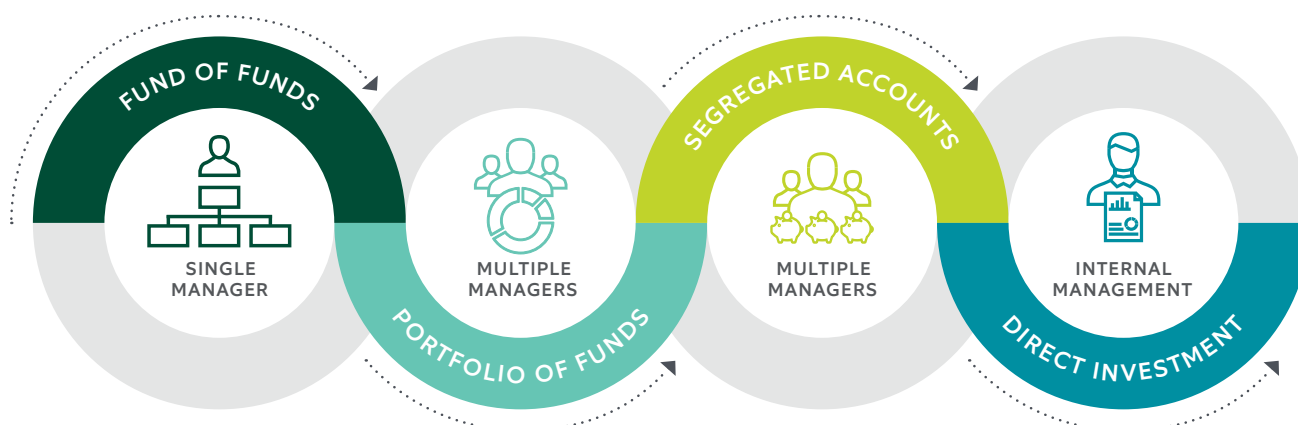 FUND OF FUNDS
SINGLE
MANAGER
PORTFOLIO OF FUNDS
MULTIPLE
MANAGERS
SEGREGATED ACCOUNTS
MULTIPLE
MANAGERS
DIRECT INVESTMENT
INTERNAL
MANAGEMENT